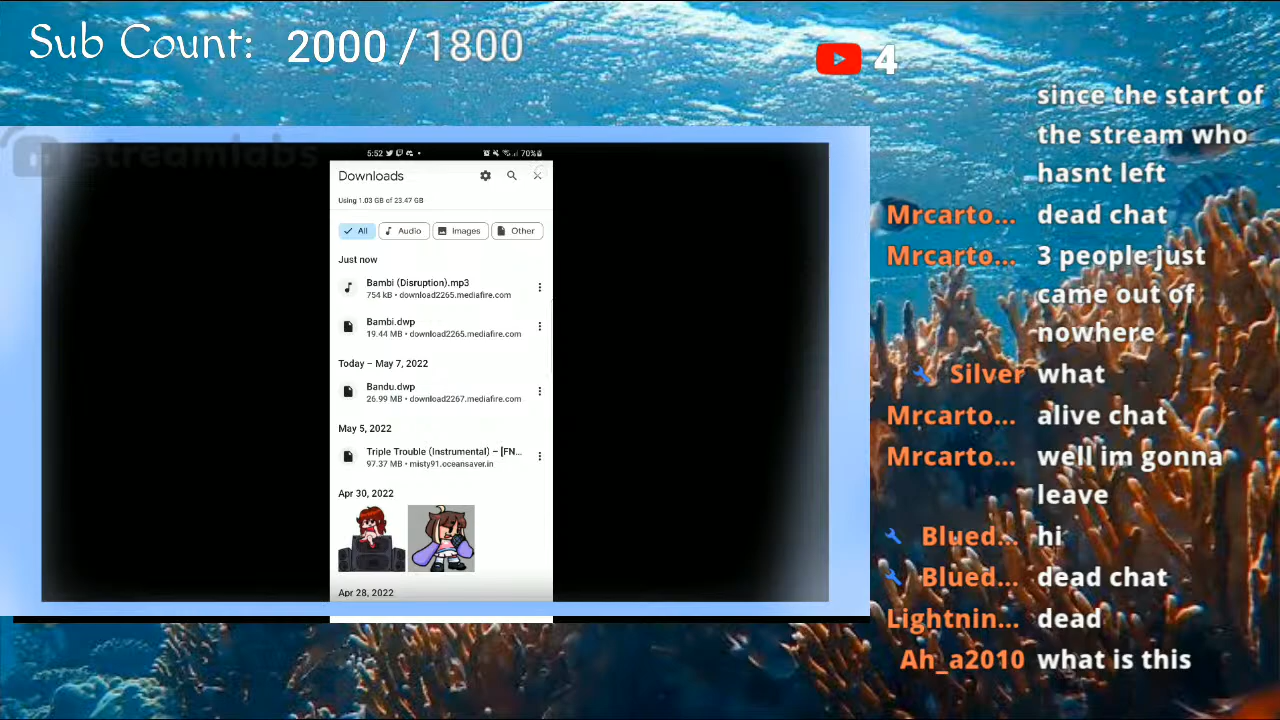 Sub Count: 2000 / 1800
4
streamlabs
5:52 70%
Downloads
Using 1.03 GB of 23.47 GB
All Audio Images Other
Just now
Bambi (Disruption).mp3
754 kB • download2265.mediafire.com
Bambi.dwp
19.44 MB • download2265.mediafire.com
Today – May 7, 2022
Bandu.dwp
26.99 MB • download2267.mediafire.com
May 5, 2022
Triple Trouble (Instrumental) – [FN...
97.37 MB • misty91.oceansaver.in
Apr 30, 2022
Apr 28, 2022
since the start of
the stream who
hasnt left
Mrcarto... dead chat
Mrcarto... 3 people just
came out of
nowhere
Silver what
Mrcarto... alive chat
Mrcarto... well im gonna
leave
Blued... hi
Blued... dead chat
Lightnin... dead
Ah_a2010 what is this